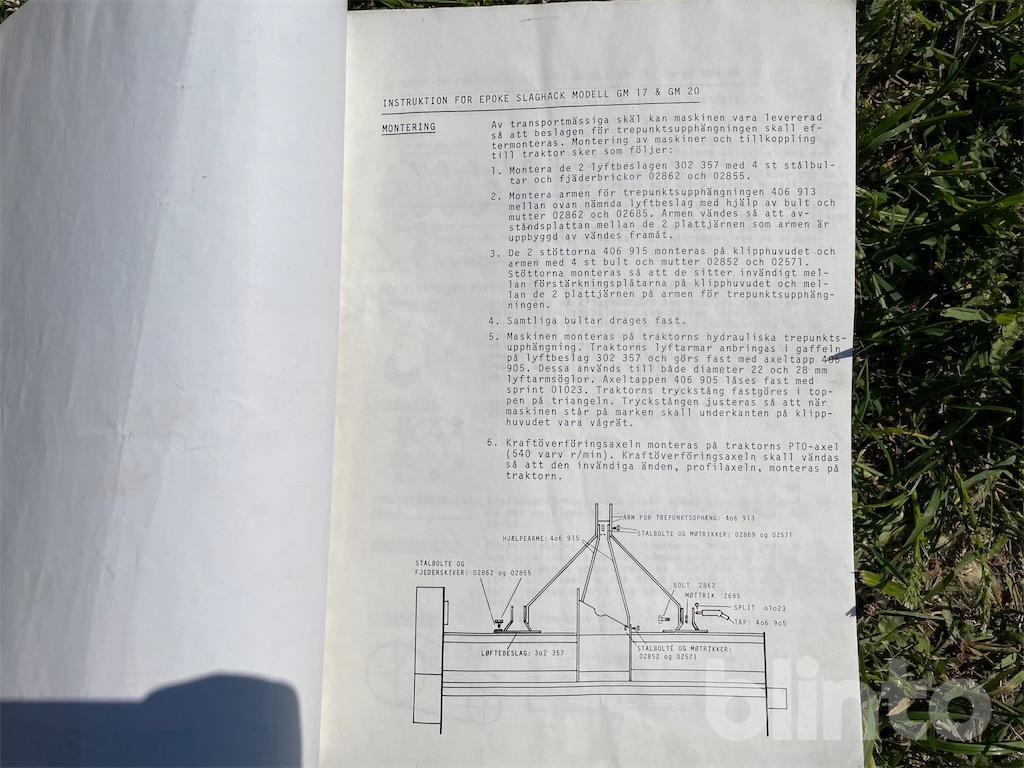 INSTRUKTION FÖR EPOKE SLAGHACK MODELL GM 17 & GM 20
MONTERING
Av transportmässiga skäl kan maskinen vara levererad
så att beslagen för trepunktsupphängningen skall ef-
termonteras. Montering av maskiner och tillkoppling
till traktor sker som följer:
1. Montera de 2 lyftbeslagen 302 357 med 4 st stålbul-
tar och fjäderbrickor 02862 och 02855.
2. Montera armen för trepunktsupphängningen 406 913
mellan ovan nämnda lyftbeslag med hjälp av bult och
mutter 02862 och 02685. Armen vändes så att av-
ståndsplattan mellan de 2 plattjärnen som armen är
uppbyggd av vändes framåt.
3. De 2 stöttorna 406 915 monteras på klipphuvudet och
armen med 4 st bult och mutter 02852 och 02571.
Stöttorna monteras så att de sitter invändigt mel-
lan förstärkningsplåtarna på klipphuvudet och mel-
lan de 2 plattjärnen på armen för trepunktsupphäng-
ningen.
4. Samtliga bultar drages fast.
5. Maskinen monteras på traktorns hydrauliska trepunkts-
upphängning. Traktorns lyftarmar anbringas i gaffeln
på lyftbeslag 302 357 och görs fast med axeltapp 406
905. Dessa används till både diameter 22 och 28 mm
lyftarmsöglor. Axeltappen 406 905 låses fast med
sprint 01023. Traktorns tryckstång fastgöres i top-
pen på triangeln. Tryckstången justeras så att när
maskinen står på marken skall underkanten på klipp-
huvudet vara vågrät.
6. Kraftöverföringsaxeln monteras på traktorns PTO-axel
(540 varv r/min). Kraftöverföringsaxeln skall vändas
så att den invändiga änden, profilaxeln, monteras på
traktorn.
ARM FOR TREPUNKTSOPHÆNG: 4o6 913
STALBOLTE OG MØTRIKKER: 02869 og 02571
HJÆLPEARME: 4o6 915
STALBOLTE OG
FJEDERSKIVER: 02862 og 02855
BOLT 2862
MØTTRIK 2685
SPLIT o1o23
TAP: 4o6 9o5
LØFTEBESLAG: 3o2 357
STALBOLTE OG MØTRIKKER:
02852 og 02571
blinto